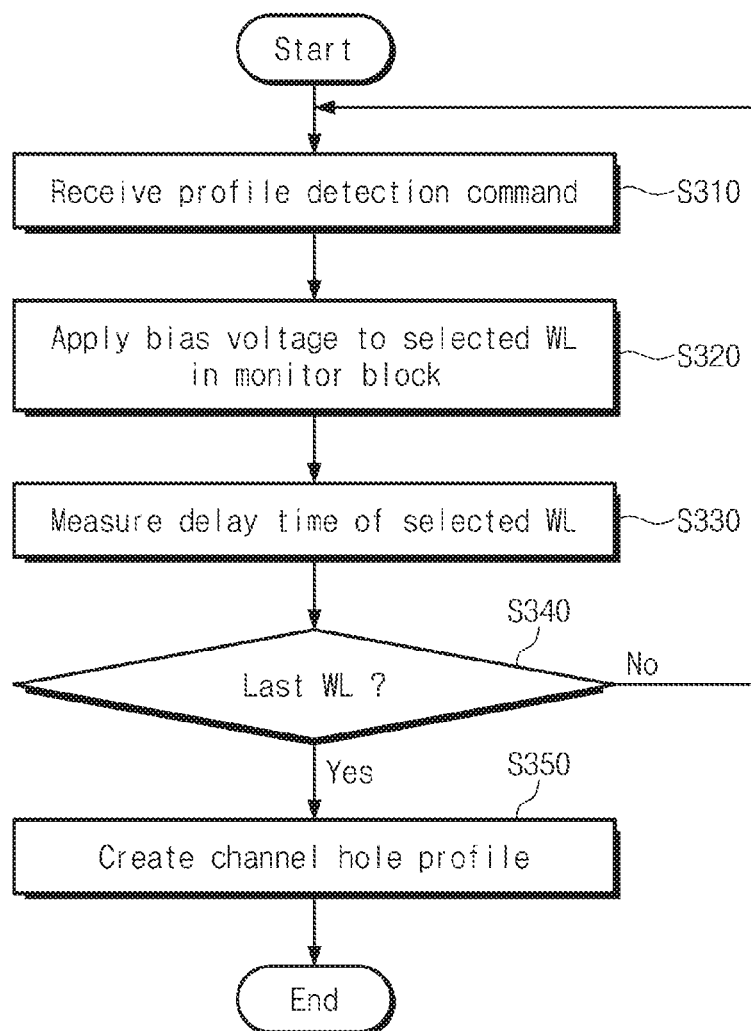 Start
Receive profile detection command
S310
Apply bias voltage to selected WL
in monitor block
S320
Measure delay time of selected WL
S330
S340
Last WL ?
No
Yes
S350
Create channel hole profile
End